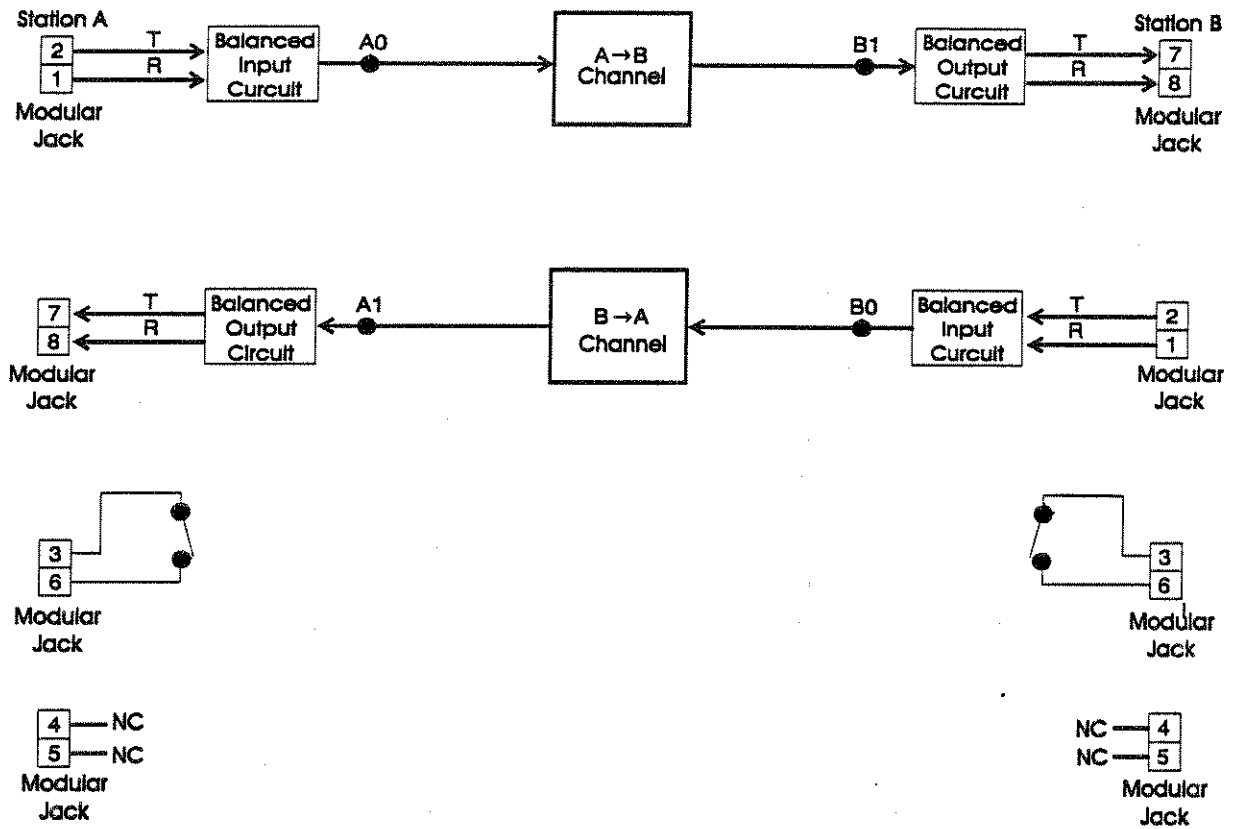 Station A
2 T
1 R
Modular
Jack
Balanced
Input
Curcuit
A0
A→B
Channel
B1
Balanced
Output
Curcuit
Station B
T 7
R 8
Modular
Jack
7 T
8 R
Modular
Jack
Balanced
Output
Circuit
A1
B→A
Channel
B0
Balanced
Input
Curcuit
T 2
R 1
Modular
Jack
3
6
Modular
Jack
3
6
Modular
Jack
4 NC
5 NC
Modular
Jack
NC 4
NC 5
Modular
Jack